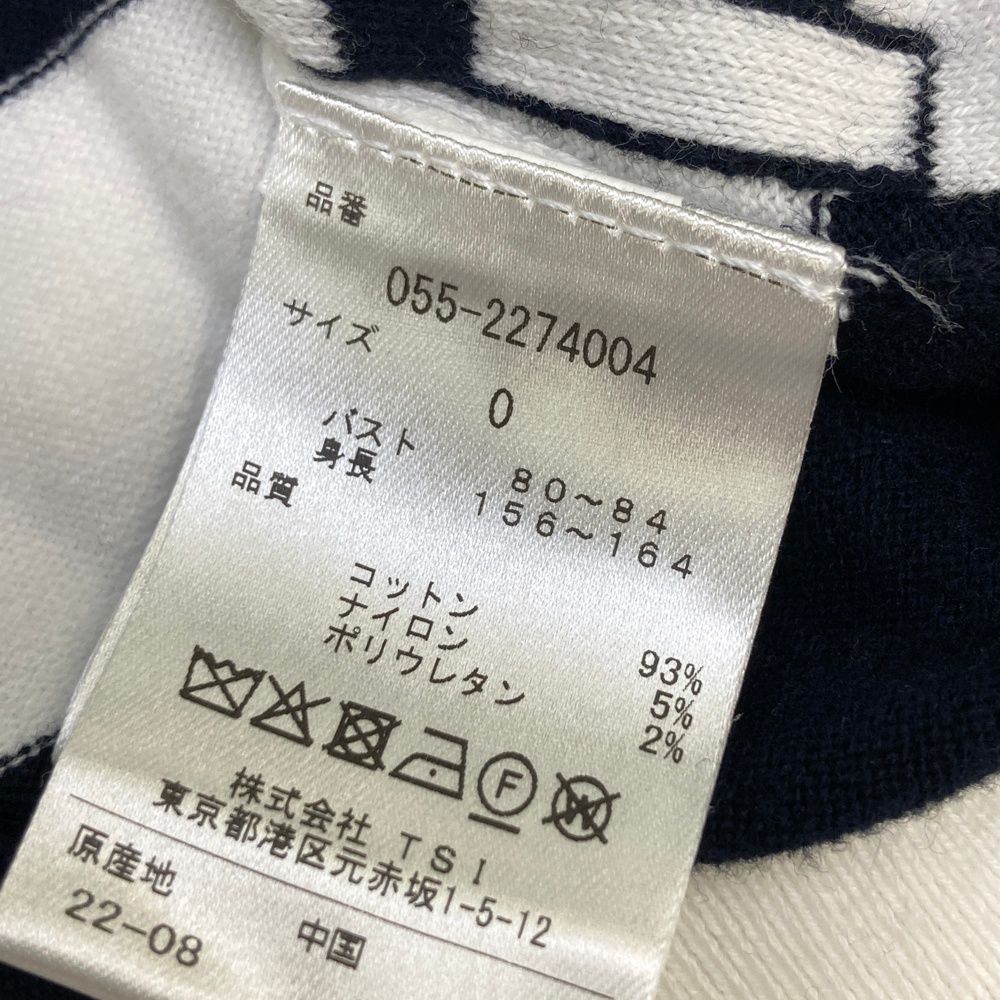 品番
055-2274004
サイズ
0
バスト 80～84
身長 156～164
品質
コットン 93%
ナイロン 5%
ポリウレタン 2%
F
W
株式会社 TSI
東京都港区元赤坂1-5-12
原産地 中国
22-08